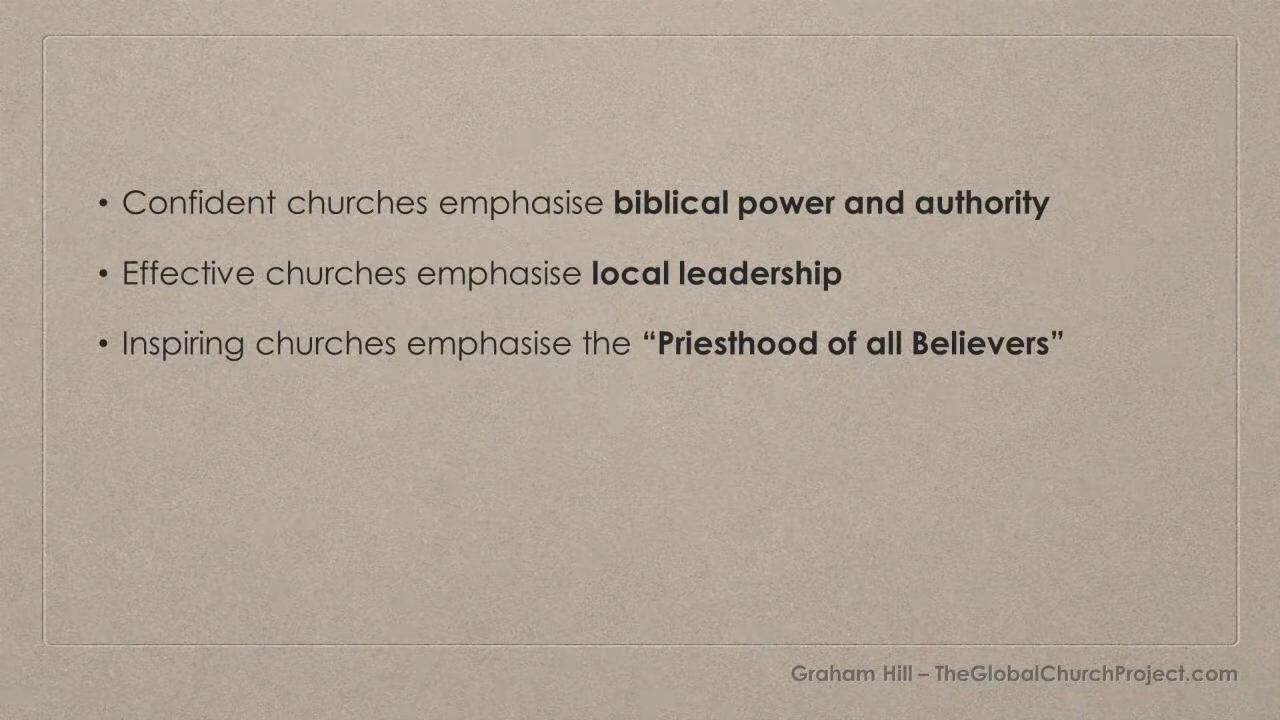 • Confident churches emphasise biblical power and authority
• Effective churches emphasise local leadership
• Inspiring churches emphasise the “Priesthood of all Believers”
Graham Hill – TheGlobalChurchProject.com